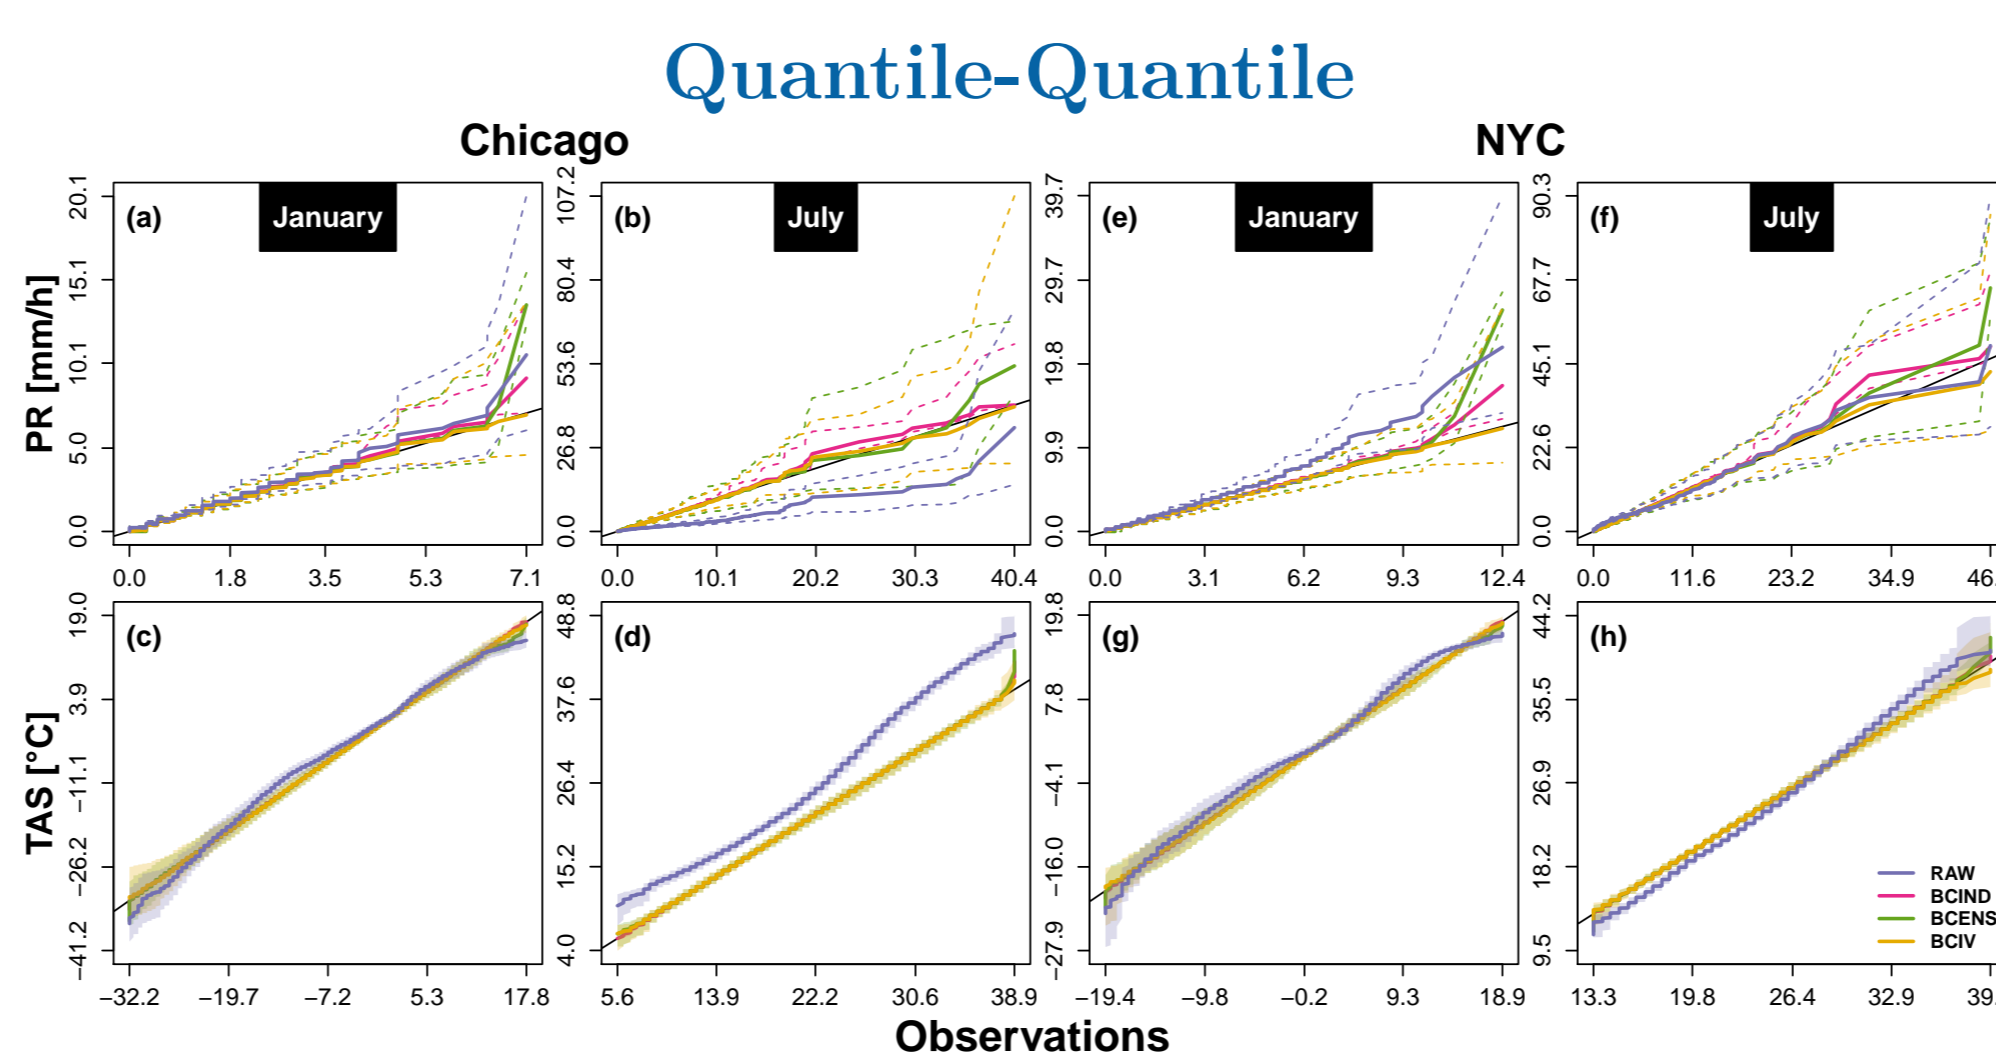 Quantile-Quantile
Chicago
NYC
PR [mm/h]
(a) January
20.1
15.1
10.1
5.0
0.0
0.0 1.8 3.5 5.3 7.1
(b) July
107.2
80.4
53.6
26.8
0.0
0.0 10.1 20.2 30.3 40.4
(e) January
39.7
29.7
19.8
9.9
0.0
0.0 3.1 6.2 9.3 12.4
(f) July
90.3
67.7
45.1
22.6
0.0
0.0 11.6 23.2 34.9 46.
TAS [°C]
(c)
19.0
3.9
−11.1
−26.2
−41.2
−32.2 −19.7 −7.2 5.3 17.8
(d)
48.8
37.6
26.4
15.2
4.0
5.6 13.9 22.2 30.6 38.9
(g)
19.8
7.8
−4.1
−16.0
−27.9
−19.4 −9.8 −0.2 9.3 18.9
(h)
44.2
35.5
26.9
18.2
9.5
RAW
BCIND
BCENS
BCIV
13.3 19.8 26.4 32.9 39.
Observations